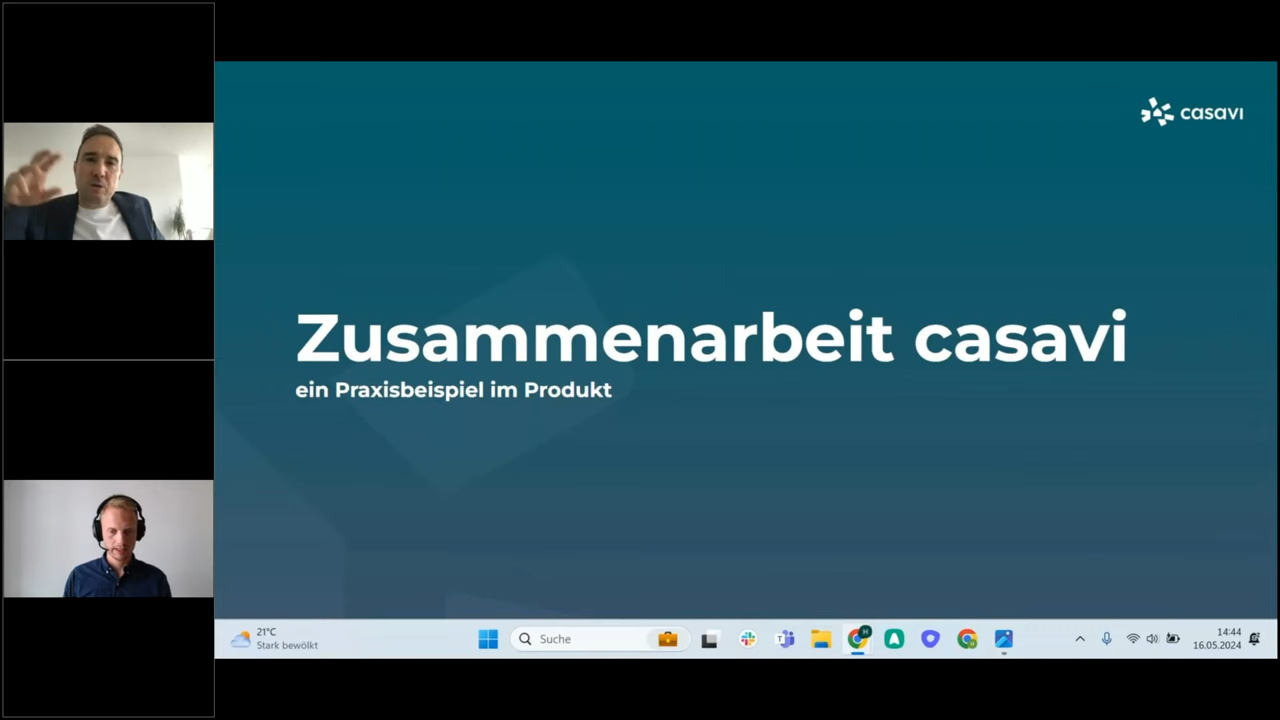 casavi
Zusammenarbeit casavi
ein Praxisbeispiel im Produkt
21°C
Stark bewölkt
Suche
14:44
16.05.2024